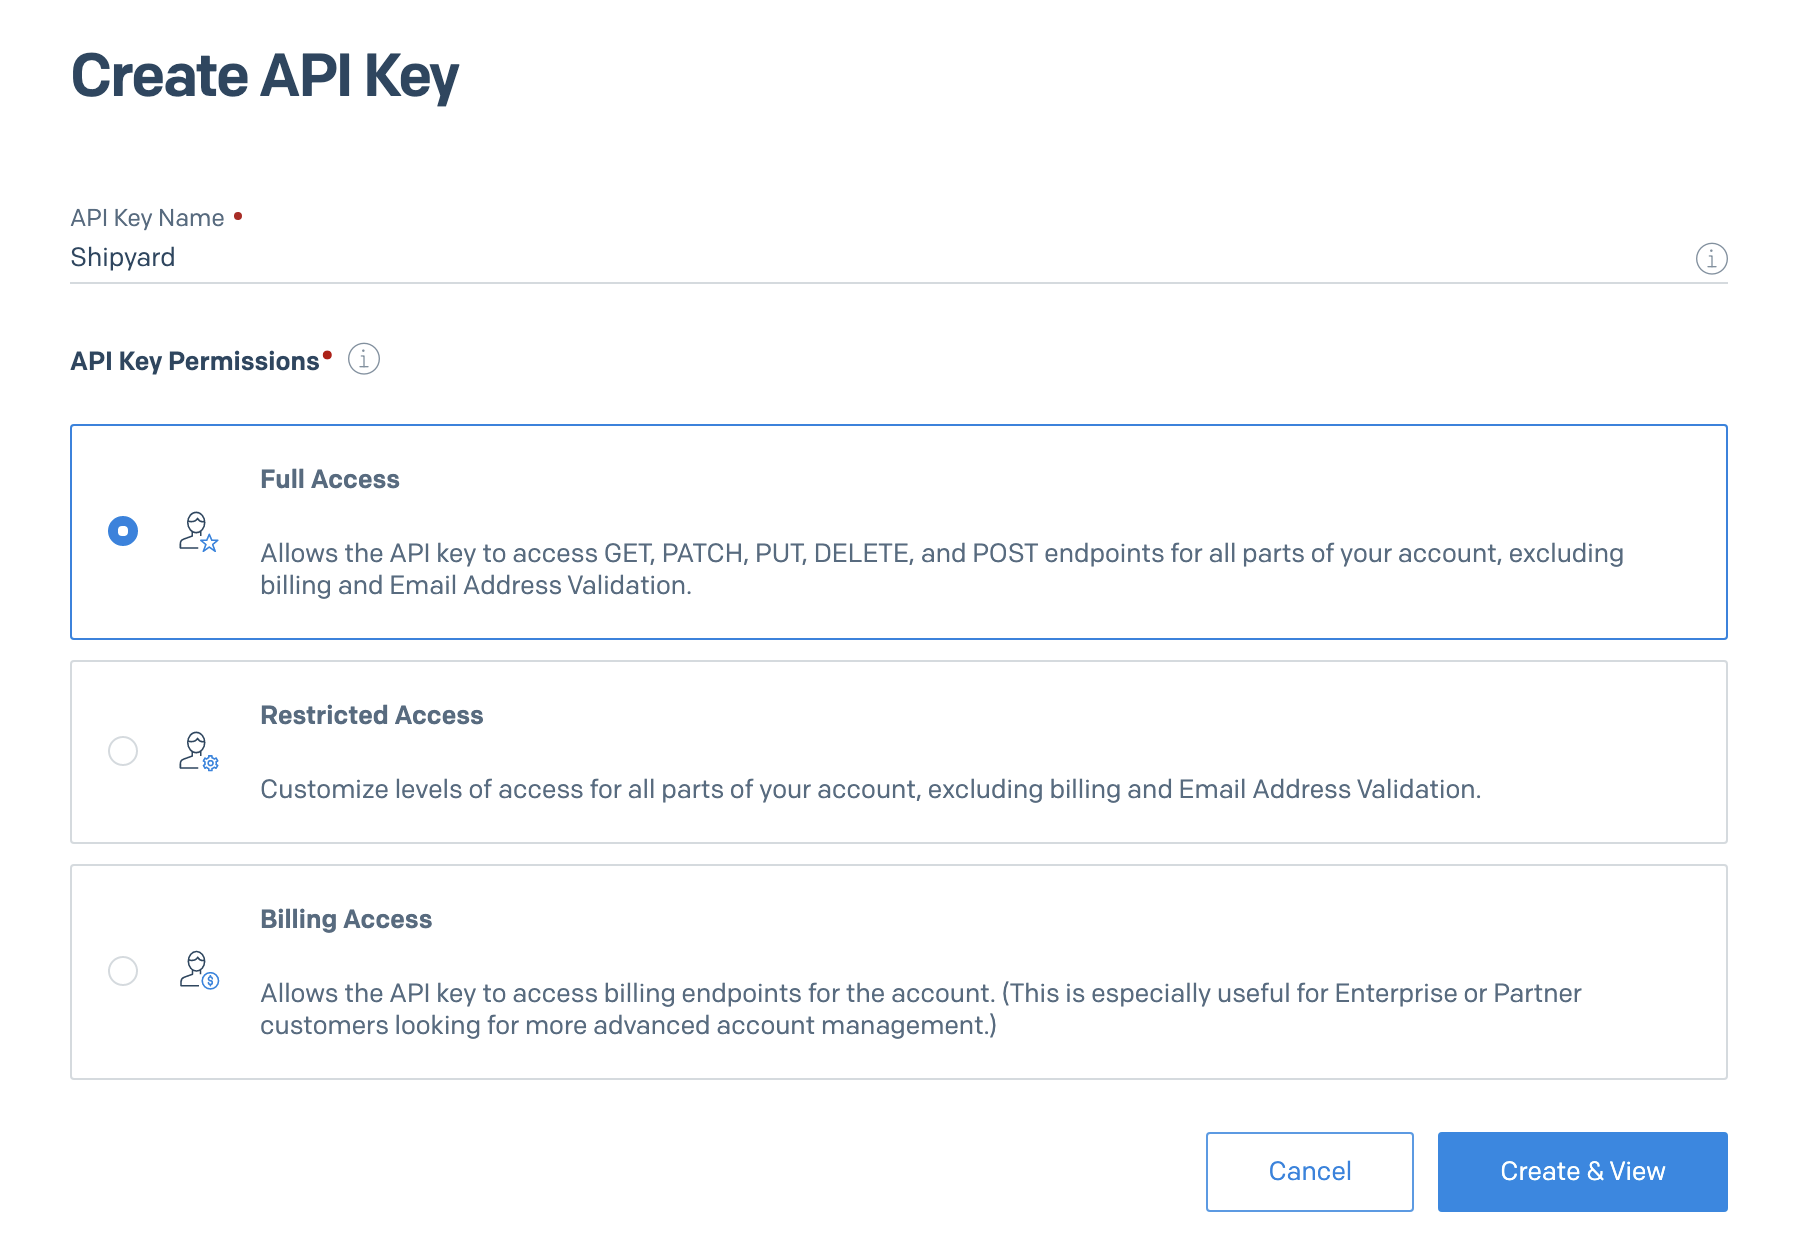 Create API Key
API Key Name
Shipyard
API Key Permissions
Full Access
Allows the API key to access GET, PATCH, PUT, DELETE, and POST endpoints for all parts of your account, excluding
billing and Email Address Validation.
Restricted Access
Customize levels of access for all parts of your account, excluding billing and Email Address Validation.
Billing Access
Allows the API key to access billing endpoints for the account. (This is especially useful for Enterprise or Partner
customers looking for more advanced account management.)
Cancel
Create & View